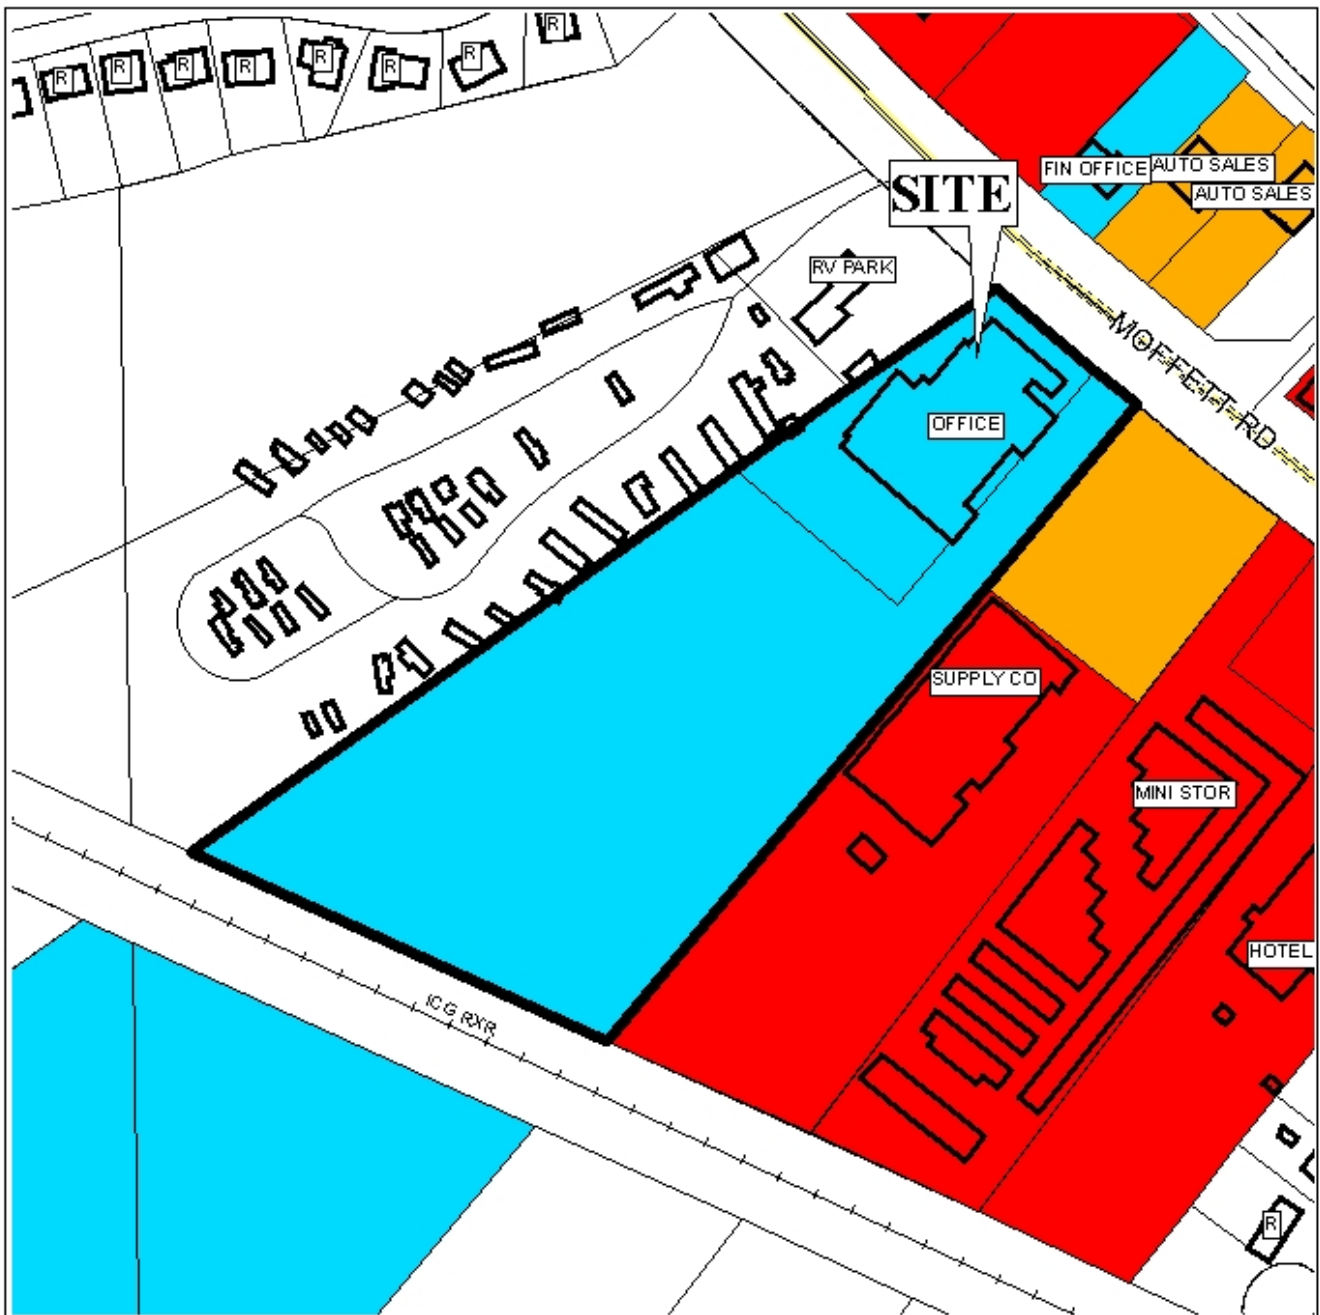 R
R
R
R
R
R
R
R
FIN OFFICE
AUTO SALES
AUTO SALES
SITE
RV PARK
MOFFETT RD
OFFICE
SUPPLY CO
MINI STOR
HOTEL
ICG RXR
R